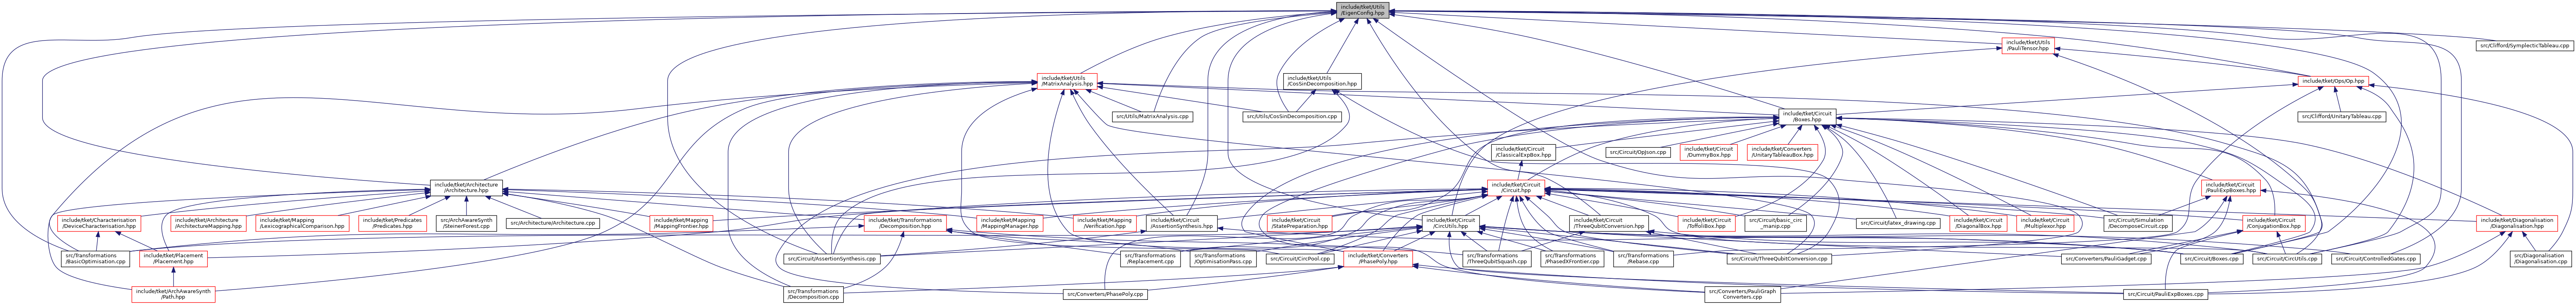 include/tket/Utils
/EigenConfig.hpp
include/tket/Utils
/PauliTensor.hpp
src/Clifford/SymplecticTableau.cpp
include/tket/Utils
/MatrixAnalysis.hpp
include/tket/Utils
/CosSinDecomposition.hpp
include/tket/Ops/Op.hpp
src/Utils/MatrixAnalysis.cpp
src/Utils/CosSinDecomposition.cpp
include/tket/Circuit
/Boxes.hpp
src/Clifford/UnitaryTableau.cpp
include/tket/Circuit
/ClassicalExpBox.hpp
src/Circuit/OpJson.cpp
include/tket/Circuit
/DummyBox.hpp
include/tket/Converters
/UnitaryTableauBox.hpp
include/tket/Architecture
/Architecture.hpp
include/tket/Circuit
/Circuit.hpp
include/tket/Circuit
/PauliExpBoxes.hpp
include/tket/Characterisation
/DeviceCharacterisation.hpp
include/tket/Architecture
/ArchitectureMapping.hpp
include/tket/Mapping
/LexicographicalComparison.hpp
include/tket/Predicates
/Predicates.hpp
src/ArchAwareSynth
/SteinerForest.cpp
src/Architecture/Architecture.cpp
include/tket/Mapping
/MappingFrontier.hpp
include/tket/Transformations
/Decomposition.hpp
include/tket/Mapping
/MappingManager.hpp
include/tket/Mapping
/Verification.hpp
include/tket/Circuit
/AssertionSynthesis.hpp
include/tket/Circuit
/StatePreparation.hpp
include/tket/Circuit
/CircUtils.hpp
include/tket/Circuit
/ThreeQubitConversion.hpp
include/tket/Circuit
/ToffoliBox.hpp
src/Circuit/basic_circ
_manip.cpp
src/Circuit/latex_drawing.cpp
include/tket/Circuit
/DiagonalBox.hpp
include/tket/Circuit
/Multiplexor.hpp
src/Circuit/Simulation
/DecomposeCircuit.cpp
include/tket/Circuit
/ConjugationBox.hpp
include/tket/Diagonalisation
/Diagonalisation.hpp
src/Transformations
/BasicOptimisation.cpp
include/tket/Placement
/Placement.hpp
src/Circuit/AssertionSynthesis.cpp
src/Transformations
/Replacement.cpp
src/Transformations
/OptimisationPass.cpp
src/Circuit/CircPool.cpp
include/tket/Converters
/PhasePoly.hpp
src/Transformations
/ThreeQubitSquash.cpp
src/Transformations
/PhasedXFrontier.cpp
src/Transformations
/Rebase.cpp
src/Circuit/ThreeQubitConversion.cpp
src/Converters/PauliGadget.cpp
src/Circuit/Boxes.cpp
src/Circuit/CircUtils.cpp
src/Circuit/ControlledGates.cpp
src/Diagonalisation
/Diagonalisation.cpp
include/tket/ArchAwareSynth
/Path.hpp
src/Transformations
/Decomposition.cpp
src/Converters/PhasePoly.cpp
src/Converters/PauliGraph
Converters.cpp
src/Circuit/PauliExpBoxes.cpp